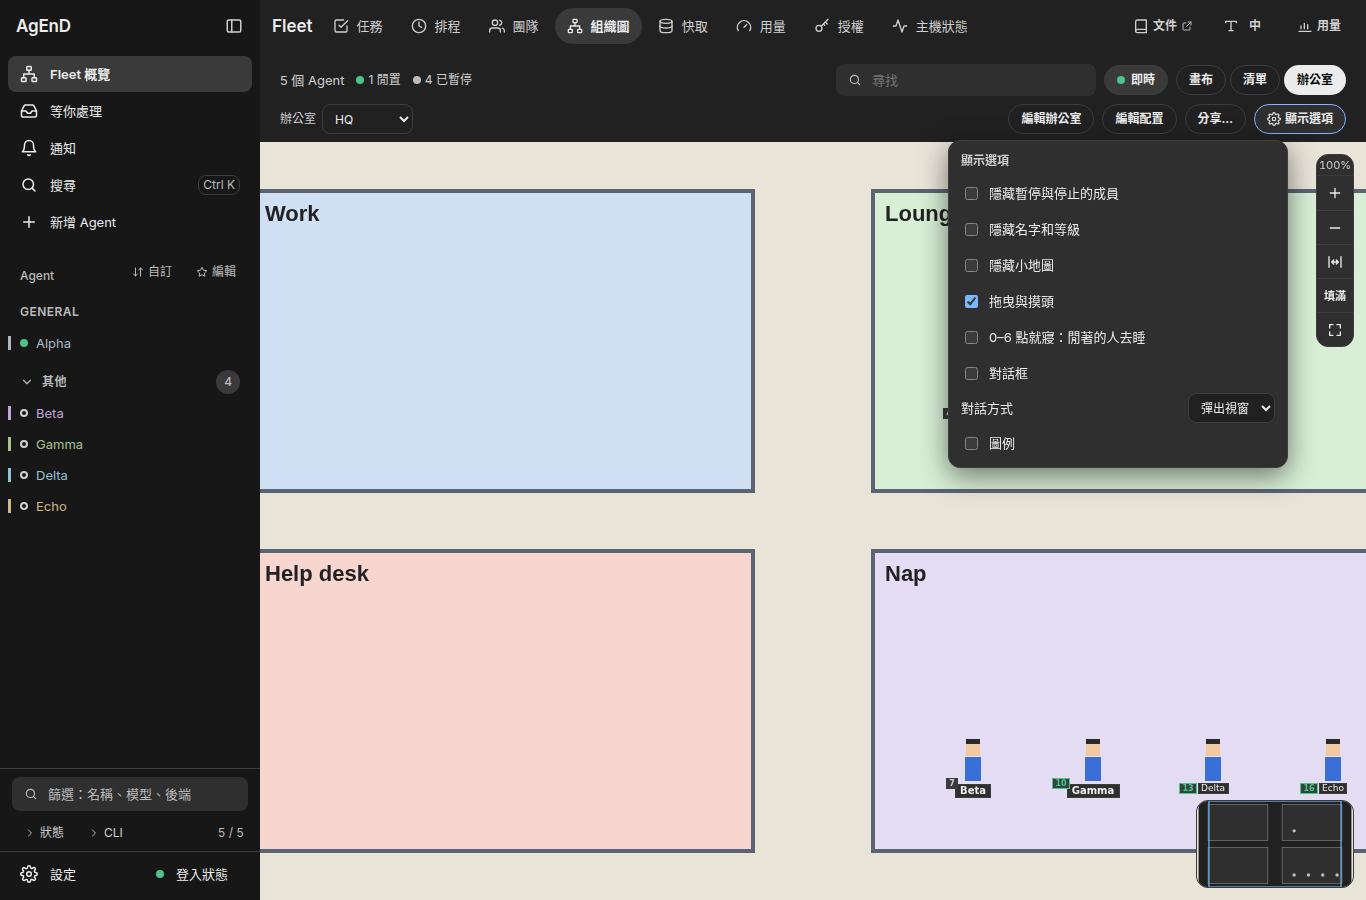 AgEnD
Fleet 概覽
等你處理
通知
搜尋
Ctrl K
新增 Agent
Agent
自訂
編輯
GENERAL
Alpha
其他
4
Beta
Gamma
Delta
Echo
篩選：名稱、模型、後端
狀態
CLI
5 / 5
設定
登入狀態
Fleet
任務
排程
團隊
組織圖
快取
用量
授權
主機狀態
文件
中
用量
5 個 Agent
1 閒置
4 已暫停
尋找
即時
畫布
清單
辦公室
辦公室
HQ
編輯辦公室
編輯配置
分享...
顯示選項
Work
Loung
顯示選項
隱藏暫停與停止的成員
隱藏名字和等級
隱藏小地圖
拖曳與摸頭
0–6 點就寢：閒著的人去睡
對話框
對話方式
彈出視窗
圖例
100%
填滿
Help desk
Nap
7
Beta
10
Gamma
13
Delta
16
Echo